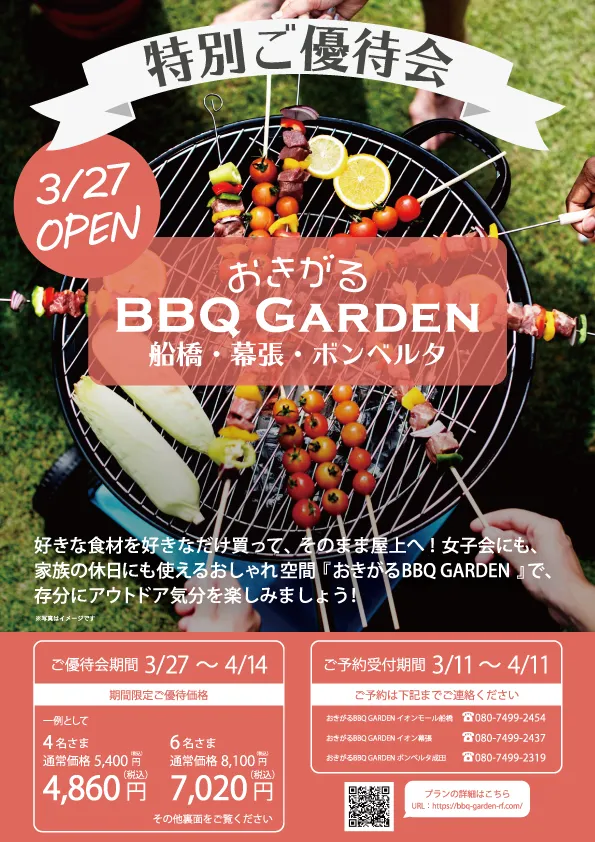 特別ご優待会
3/27
OPEN
おきがる
BBQ GARDEN
船橋・幕張・ボンベルタ
好きな食材を好きなだけ買って、そのまま屋上へ！女子会にも、
家族の休日にも使えるおしゃれ空間『おきがるBBQ GARDEN 』で、
存分にアウトドア気分を楽しみましょう！
※写真はイメージです
ご優待会期間 3/27 ～ 4/14
期間限定ご優待価格
一例として
4名さま
通常価格 5,400円(税込)
4,860円(税込)
6名さま
通常価格 8,100円(税込)
7,020円(税込)
その他裏面をご覧ください
ご予約受付期間 3/11 ～ 4/11
ご予約は下記までご連絡ください
おきがるBBQ GARDEN イオンモール船橋 ☎080-7499-2454
おきがるBBQ GARDEN イオン幕張 ☎080-7499-2437
おきがるBBQ GARDEN ボンベルタ成田 ☎080-7499-2319
プランの詳細はこちら
URL：https://bbq-garden-rf.com/